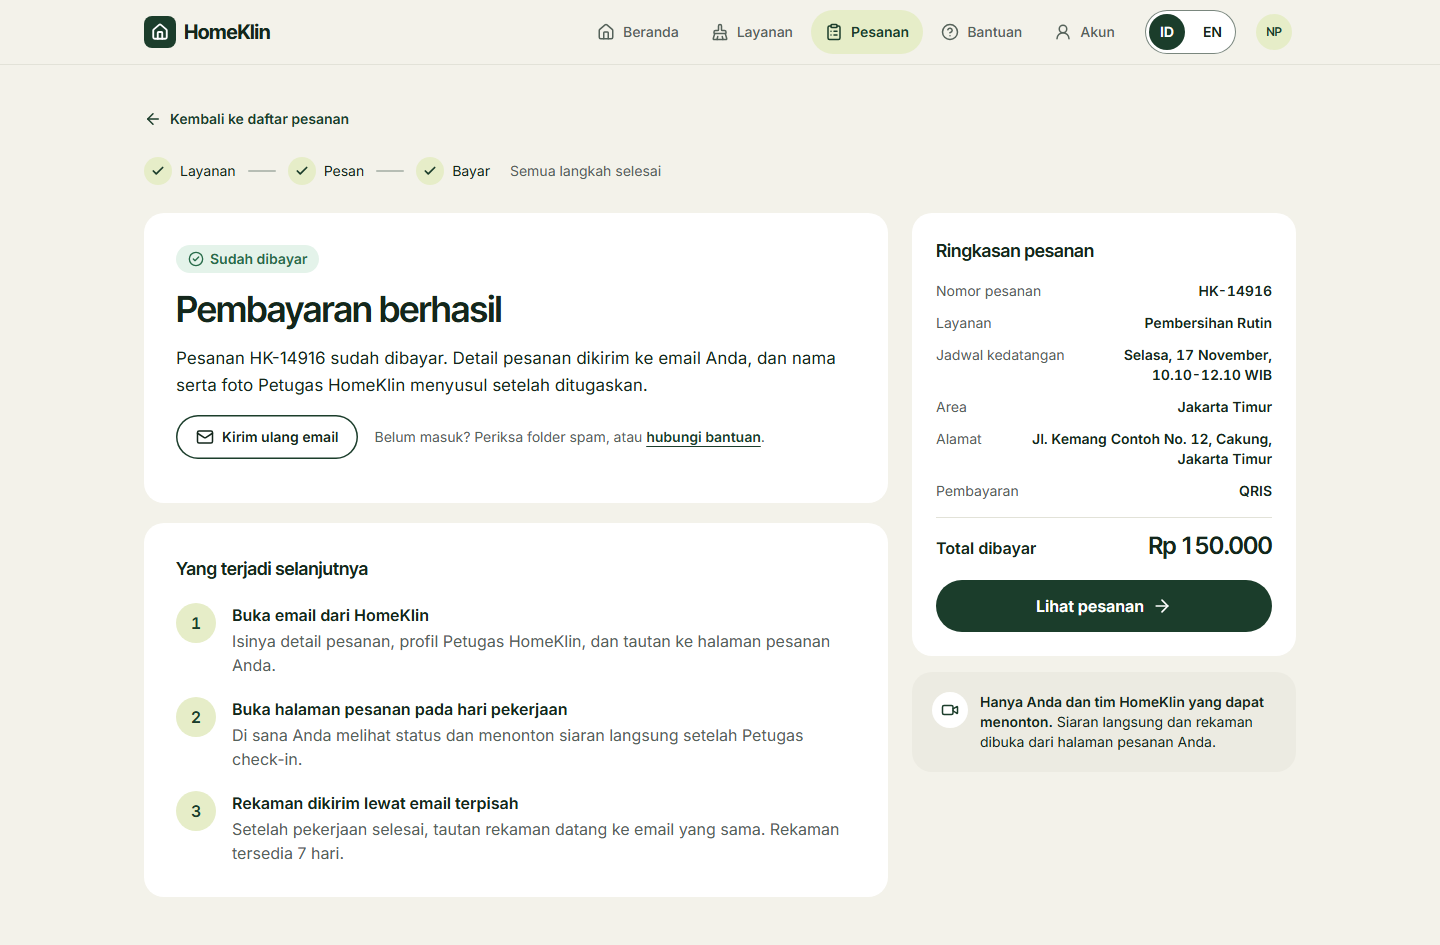 HomeKlin
Beranda
Layanan
Pesanan
Bantuan
Akun
ID
EN
NP
Kembali ke daftar pesanan
Layanan
Pesan
Bayar
Semua langkah selesai
Sudah dibayar
Pembayaran berhasil
Pesanan HK-14916 sudah dibayar. Detail pesanan dikirim ke email Anda, dan nama
serta foto Petugas HomeKlin menyusul setelah ditugaskan.
Kirim ulang email
Belum masuk? Periksa folder spam, atau hubungi bantuan.
Yang terjadi selanjutnya
1
Buka email dari HomeKlin
Isinya detail pesanan, profil Petugas HomeKlin, dan tautan ke halaman pesanan
Anda.
2
Buka halaman pesanan pada hari pekerjaan
Di sana Anda melihat status dan menonton siaran langsung setelah Petugas
check-in.
3
Rekaman dikirim lewat email terpisah
Setelah pekerjaan selesai, tautan rekaman datang ke email yang sama. Rekaman
tersedia 7 hari.
Ringkasan pesanan
Nomor pesanan HK-14916
Layanan Pembersihan Rutin
Jadwal kedatangan Selasa, 17 November,
10.10-12.10 WIB
Area Jakarta Timur
Alamat Jl. Kemang Contoh No. 12, Cakung,
Jakarta Timur
Pembayaran QRIS
Total dibayar Rp 150.000
Lihat pesanan
Hanya Anda dan tim HomeKlin yang dapat
menonton. Siaran langsung dan rekaman
dibuka dari halaman pesanan Anda.